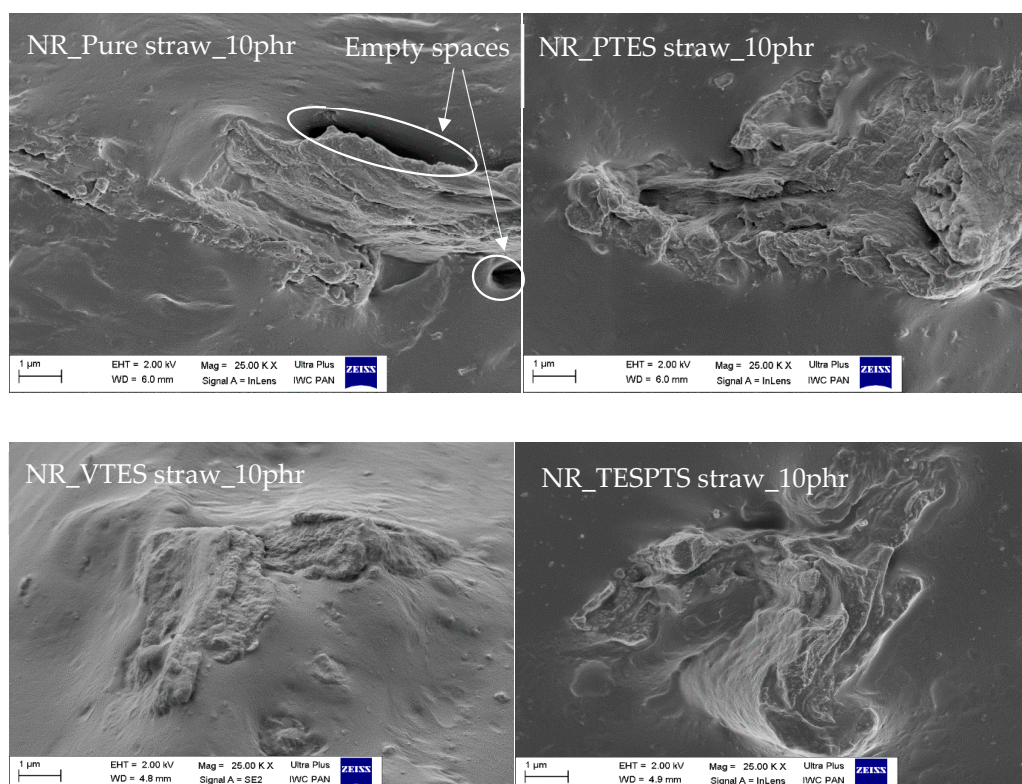 NR_Pure straw_10phr
Empty spaces
NR_PTES straw_10phr
1 µm
EHT = 2.00 kV
Mag = 25.00 K X
Ultra Plus
WD = 6.0 mm
Signal A = InLens
IWC PAN
ZEISS
1 µm
EHT = 2.00 kV
Mag = 25.00 K X
Ultra Plus
WD = 6.0 mm
Signal A = InLens
IWC PAN
ZEISS
NR_VTES straw_10phr
NR_TESPTS straw_10phr
1 µm
EHT = 2.00 kV
Mag = 25.00 K X
Ultra Plus
WD = 4.8 mm
Signal A = SE2
IWC PAN
ZEISS
1 µm
EHT = 2.00 kV
Mag = 25.00 K X
Ultra Plus
WD = 4.9 mm
Signal A = InLens
IWC PAN
ZEISS